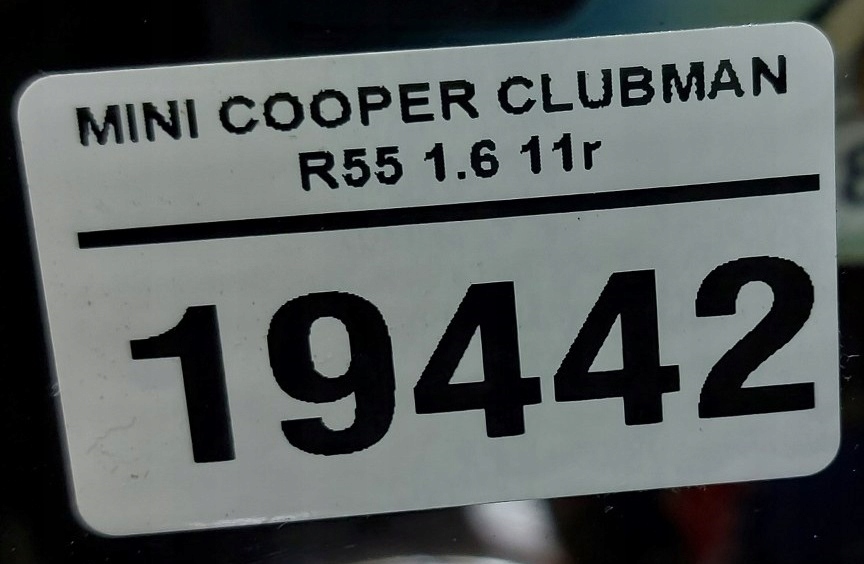 MINI COOPER CLUBMAN
R55 1.6 11r
19442